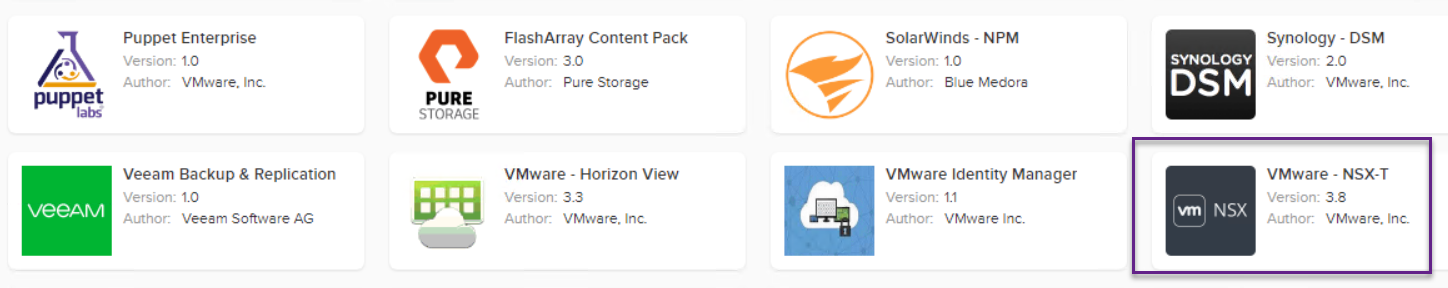 puppet labs
Puppet Enterprise
Version: 1.0
Author: VMware, Inc.
PURE STORAGE
FlashArray Content Pack
Version: 3.0
Author: Pure Storage
SolarWinds - NPM
Version: 1.0
Author: Blue Medora
SYNOLOGY
DSM
Synology - DSM
Version: 2.0
Author: VMware, Inc.
veeAM
Veeam Backup & Replication
Version: 1.0
Author: Veeam Software AG
VMware - Horizon View
Version: 3.3
Author: VMware, Inc.
VMware Identity Manager
Version: 1.1
Author: VMware Inc.
vm NSX
VMware - NSX-T
Version: 3.8
Author: VMware, Inc.